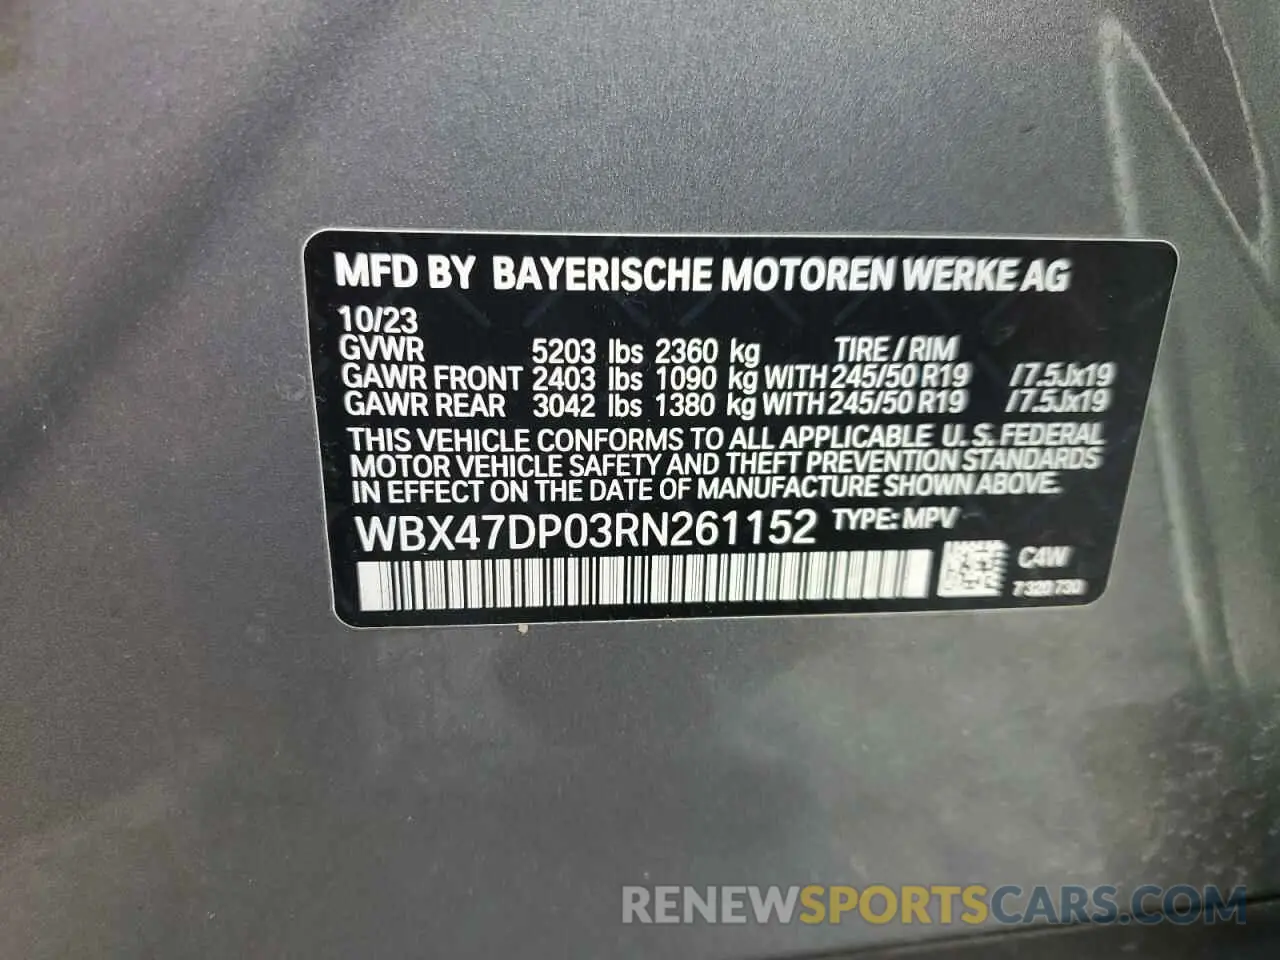 MFD BY BAYERISCHE MOTOREN WERKE AG
10/23
GVWR 5203 lbs 2360 kg TIRE / RIM
GAWR FRONT 2403 lbs 1090 kg WITH 245/50 R19 / 7.5Jx19
GAWR REAR 3042 lbs 1380 kg WITH 245/50 R19 / 7.5Jx19
THIS VEHICLE CONFORMS TO ALL APPLICABLE U.S. FEDERAL
MOTOR VEHICLE SAFETY AND THEFT PREVENTION STANDARDS
IN EFFECT ON THE DATE OF MANUFACTURE SHOWN ABOVE.
WBX47DP03RN261152 TYPE: MPV
C4W
7 320 730
RENEWSPORTSCARS.COM